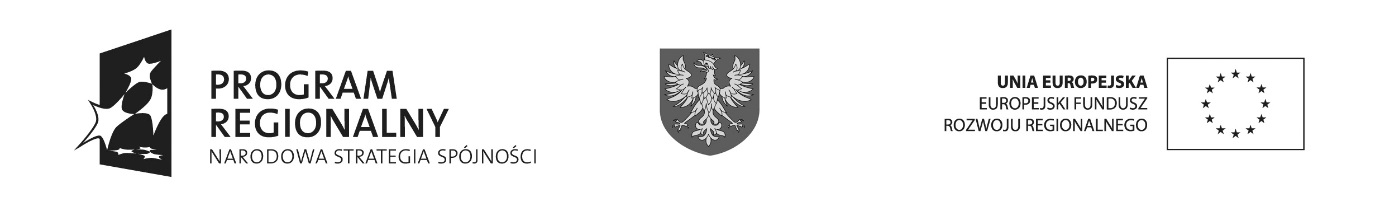 PROGRAM
REGIONALNY
NARODOWA STRATEGIA SPÓJNOŚCI
UNIA EUROPEJSKA
EUROPEJSKI FUNDUSZ
ROZWOJU REGIONALNEGO